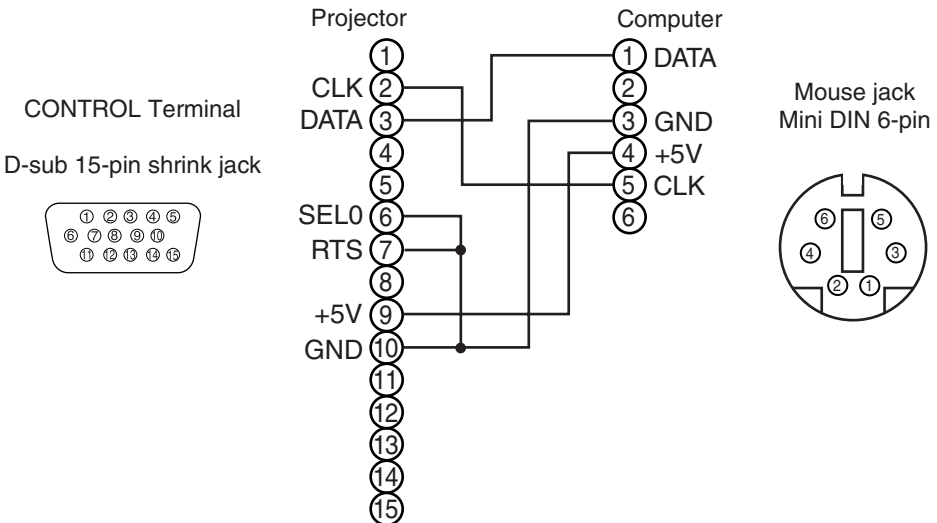 Projector
Computer
CONTROL Terminal
D-sub 15-pin shrink jack
① ② ③ ④ ⑤
⑥ ⑦ ⑧ ⑨ ⑩
⑪ ⑫ ⑬ ⑭ ⑮
①
CLK ②
DATA ③
④
⑤
SEL0 ⑥
RTS ⑦
⑧
+5V ⑨
GND ⑩
⑪
⑫
⑬
⑭
⑮
① DATA
②
③ GND
④ +5V
⑤ CLK
⑥
Mouse jack
Mini DIN 6-pin
⑥ ⑤
④ ③
② ①